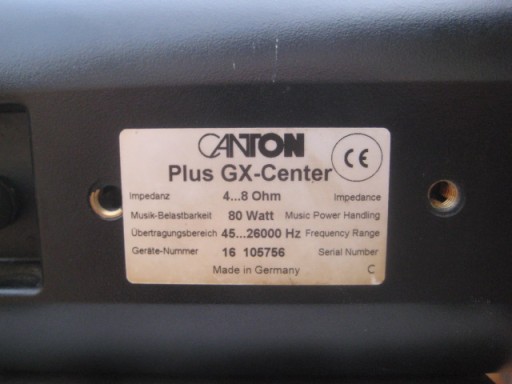 CANTON
CE
Plus GX-Center
Impedanz 4...8 Ohm Impedance
Musik-Belastbarkeit 80 Watt Music Power Handling
Übertragungsbereich 45...26000 Hz Frequency Range
Geräte-Nummer 16 105756 Serial Number
Made in Germany C